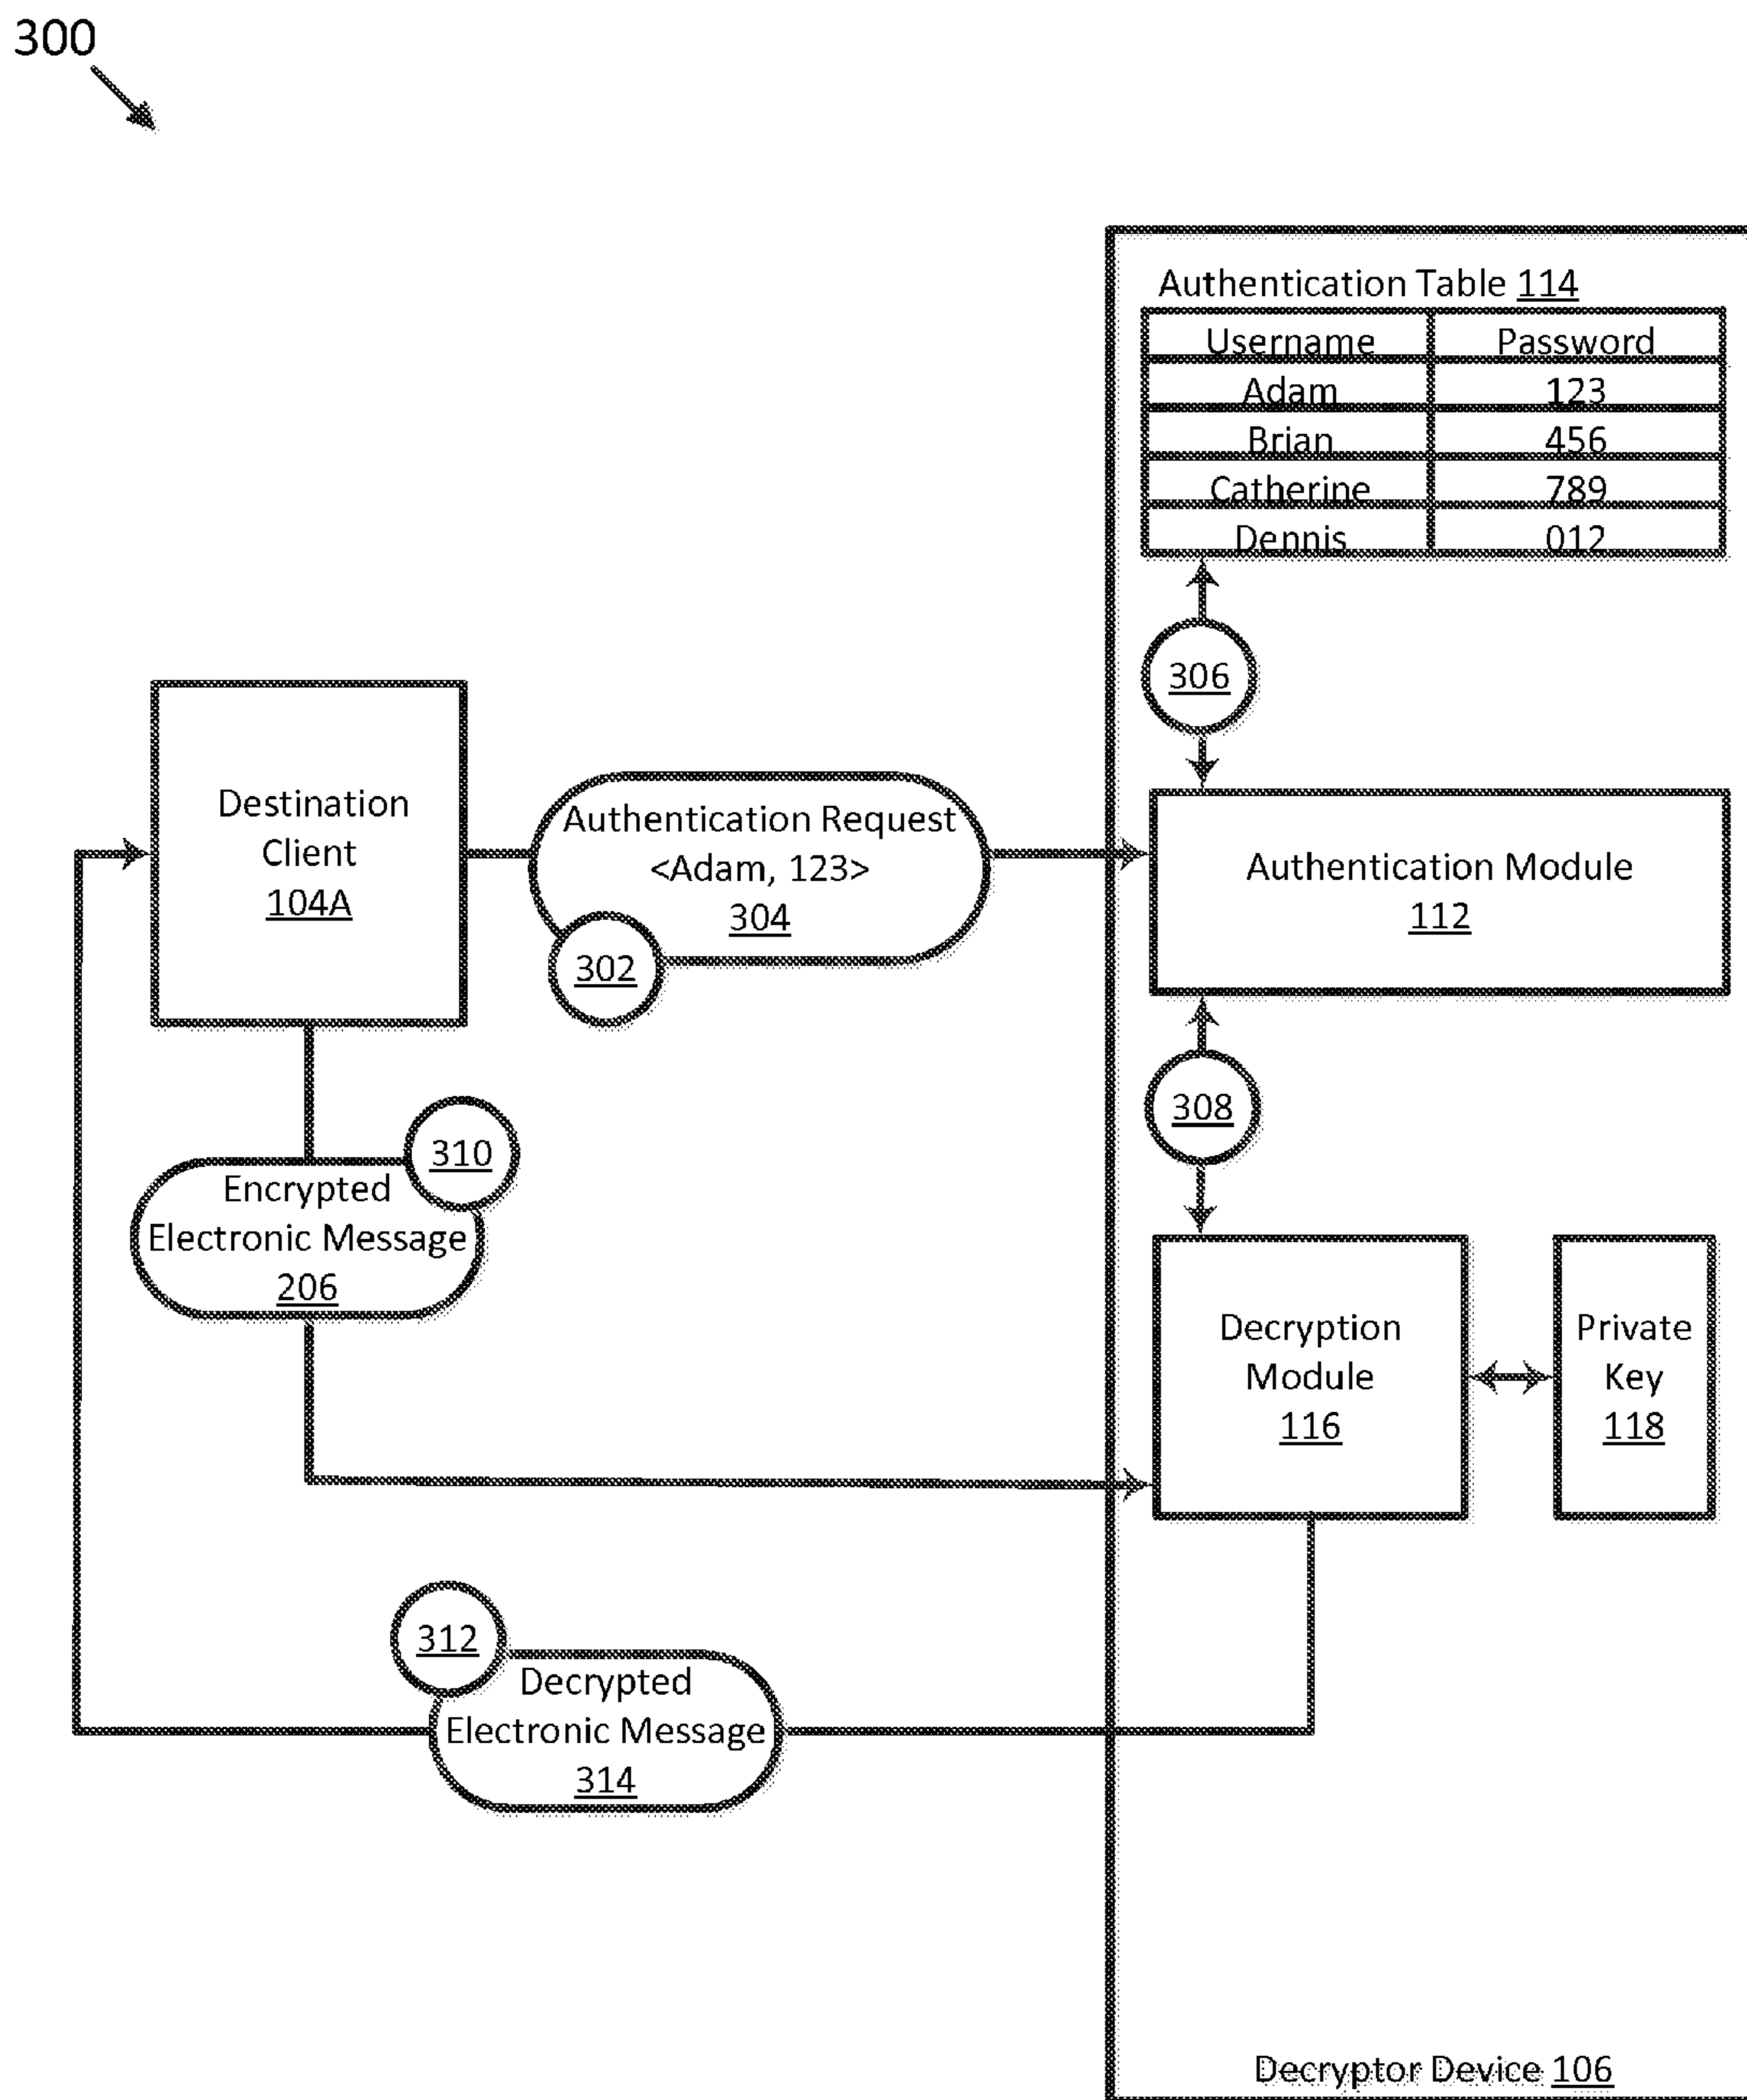 300
Authentication Table 114
Username Password
Adam 123
Brian 456
Catherine 789
Dennis 012
306
Destination
Client
104A
Authentication Request
<Adam, 123>
304
302
Authentication Module
112
308
310
Encrypted
Electronic Message
206
Decryption
Module
116
Private
Key
118
312
Decrypted
Electronic Message
314
Decryptor Device 106